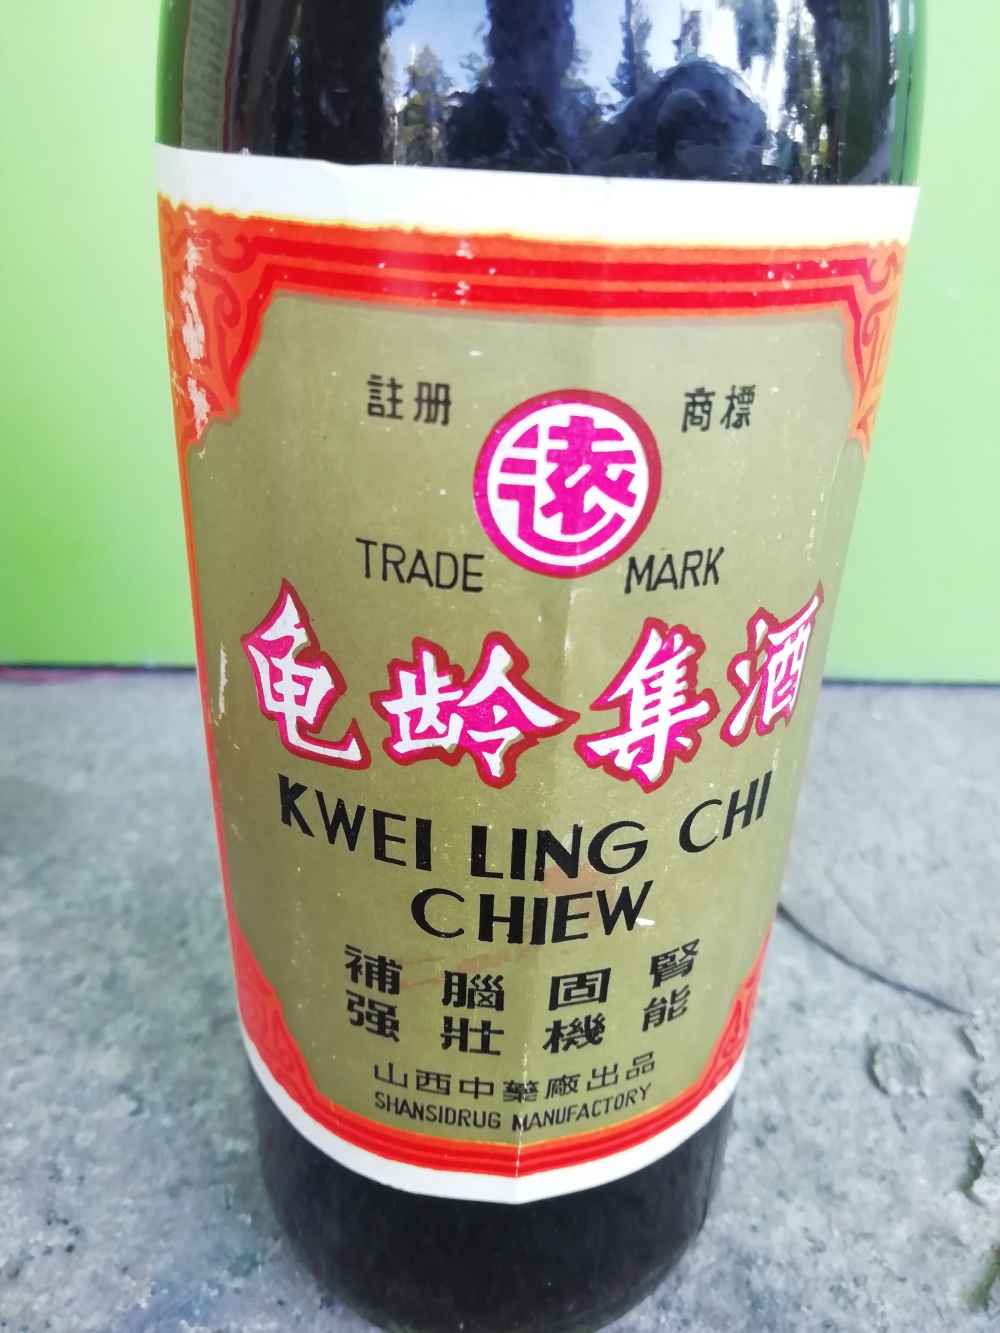 註册 商標
遠
TRADE MARK
龟龄集酒
KWEI LING CHI
CHIEW
補腦固腎
强壯機能
山西中藥廠出品
SHANSIDRUG MANUFACTORY